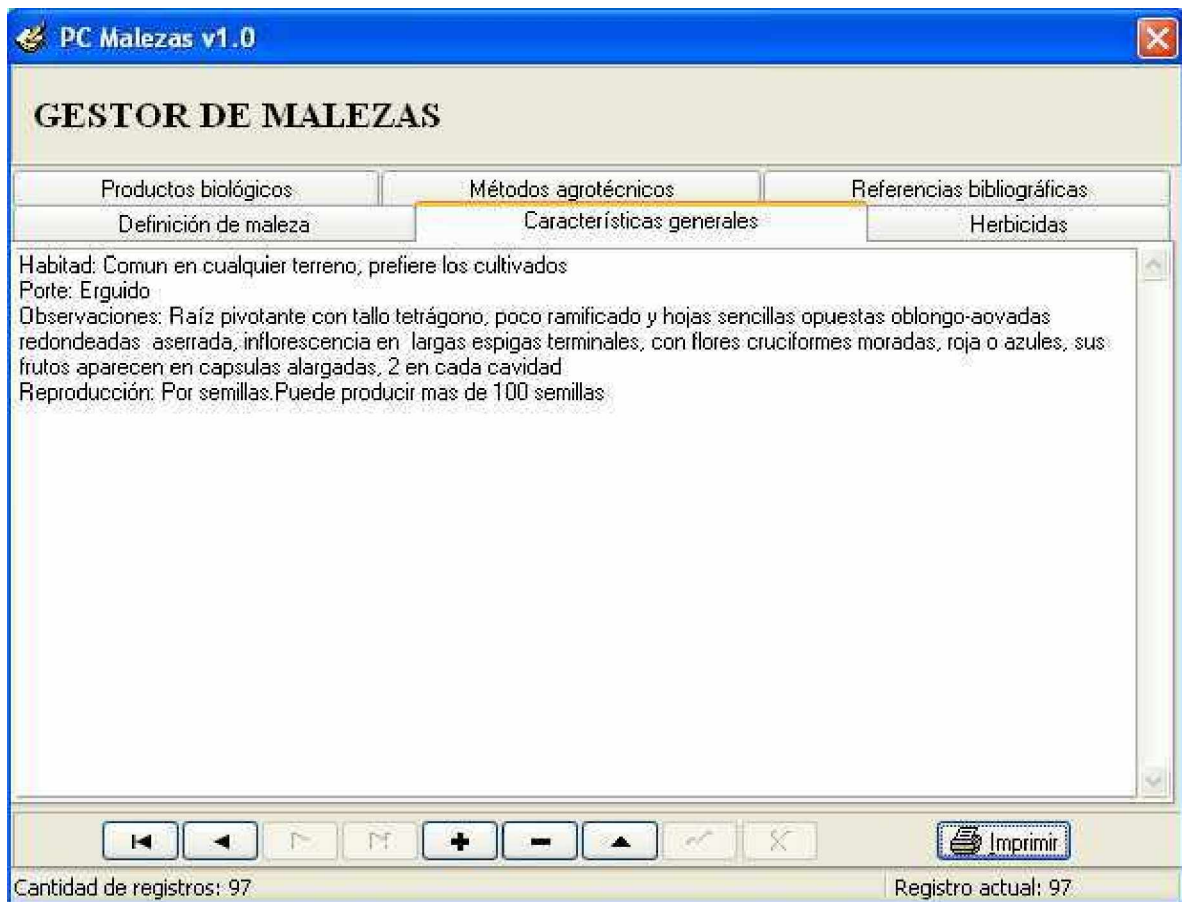 PC Malezas v1.0
GESTOR DE MALEZAS
Productos biológicos
Métodos agrotécnicos
Referencias bibliográficas
Definición de maleza
Características generales
Herbicidas
Habitad: Comun en cualquier terreno, prefiere los cultivados
Porte: Erguido
Observaciones: Raíz pivotante con tallo tetrágono, poco ramificado y hojas sencillas opuestas oblongo-aovadas
redondeadas aserrada, inflorescencia en largas espigas terminales, con flores cruciformes moradas, roja o azules, sus
frutos aparecen en capsulas alargadas, 2 en cada cavidad
Reproducción: Por semillas.Puede producir mas de 100 semillas
Imprimir
Cantidad de registros: 97
Registro actual: 97